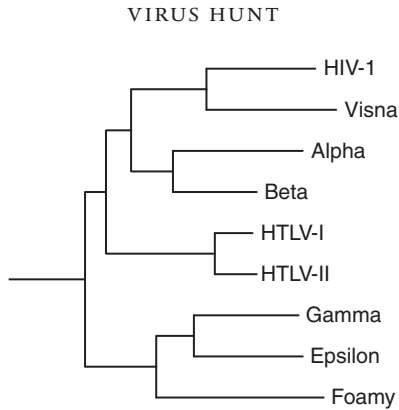 VIRUS HUNT
HIV-1
Visna
Alpha
Beta
HTLV-I
HTLV-II
Gamma
Epsilon
Foamy